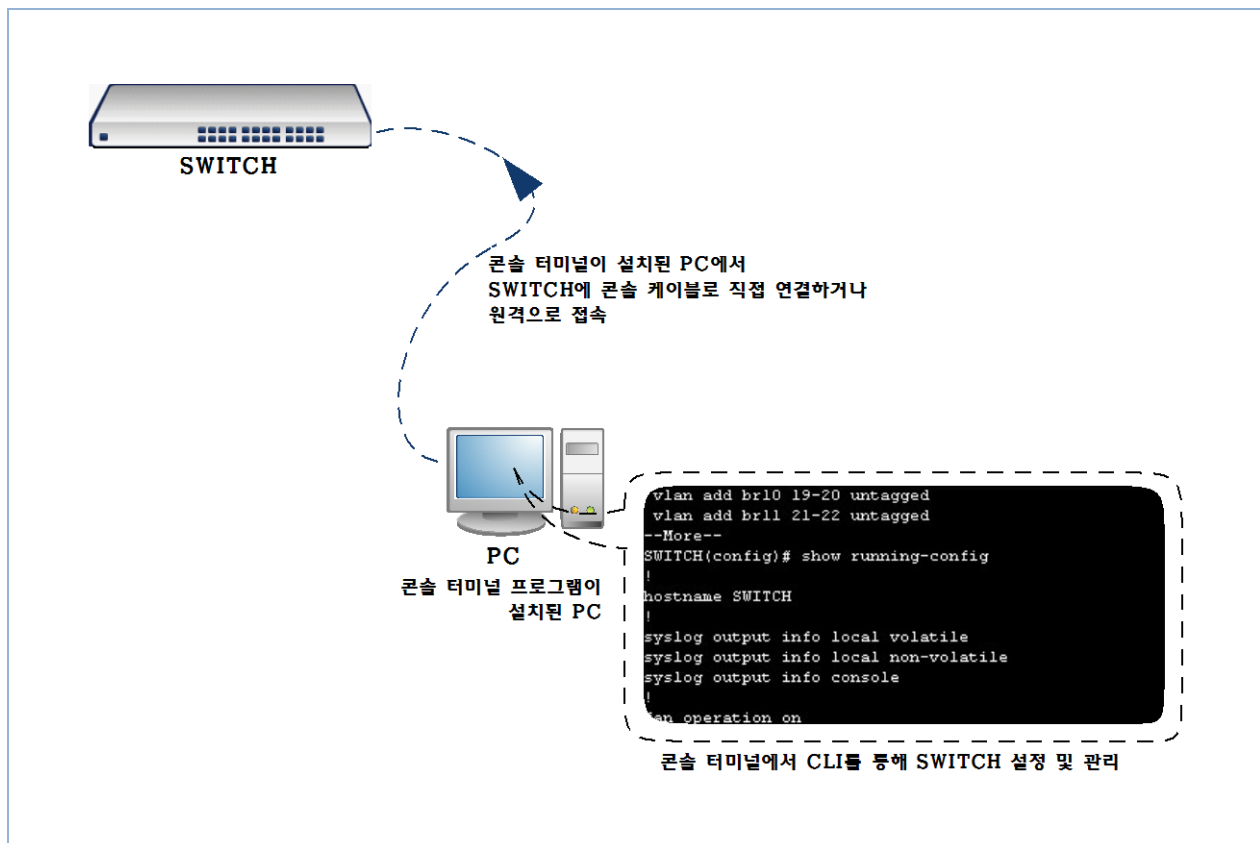 SWITCH
콘솔 터미널이 설치된 PC에서
SWITCH에 콘솔 케이블로 직접 연결하거나
원격으로 접속
PC
콘솔 터미널 프로그램이
설치된 PC
vlan add br10 19-20 untagged
vlan add br11 21-22 untagged
--More--
SWITCH(config)# show running-config
!
hostname SWITCH
!
syslog output info local volatile
syslog output info local non-volatile
syslog output info console
!
fan operation on
콘솔 터미널에서 CLI를 통해 SWITCH 설정 및 관리